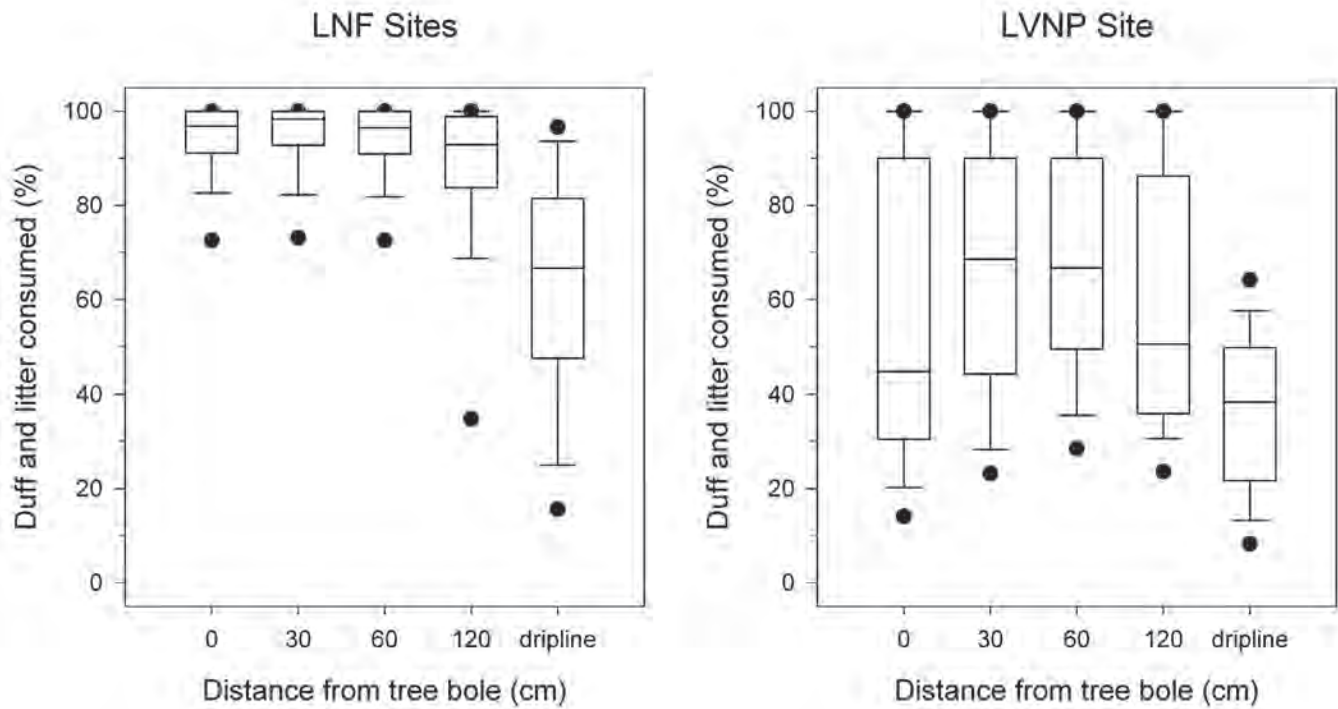 LNF Sites
Duff and litter consumed (%)
100
80
60
40
20
0
0 30 60 120 dripline
Distance from tree bole (cm)
LVNP Site
Duff and litter consumed (%)
100
80
60
40
20
0
0 30 60 120 dripline
Distance from tree bole (cm)